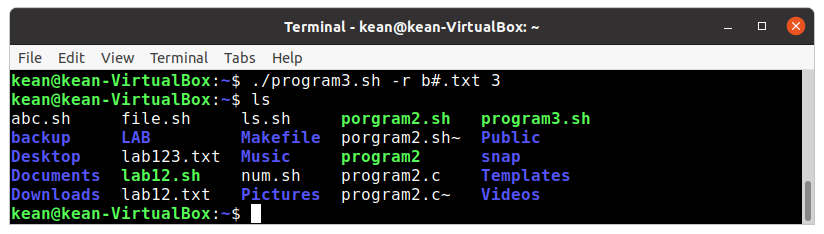 Terminal - kean@kean-VirtualBox: ~
File Edit View Terminal Tabs Help
kean@kean-VirtualBox:~$ ./program3.sh -r b#.txt 3
kean@kean-VirtualBox:~$ ls
abc.sh file.sh ls.sh porgram2.sh program3.sh
backup LAB Makefile porgram2.sh~ Public
Desktop lab123.txt Music program2 snap
Documents lab12.sh num.sh program2.c Templates
Downloads lab12.txt Pictures program2.c~ Videos
kean@kean-VirtualBox:~$